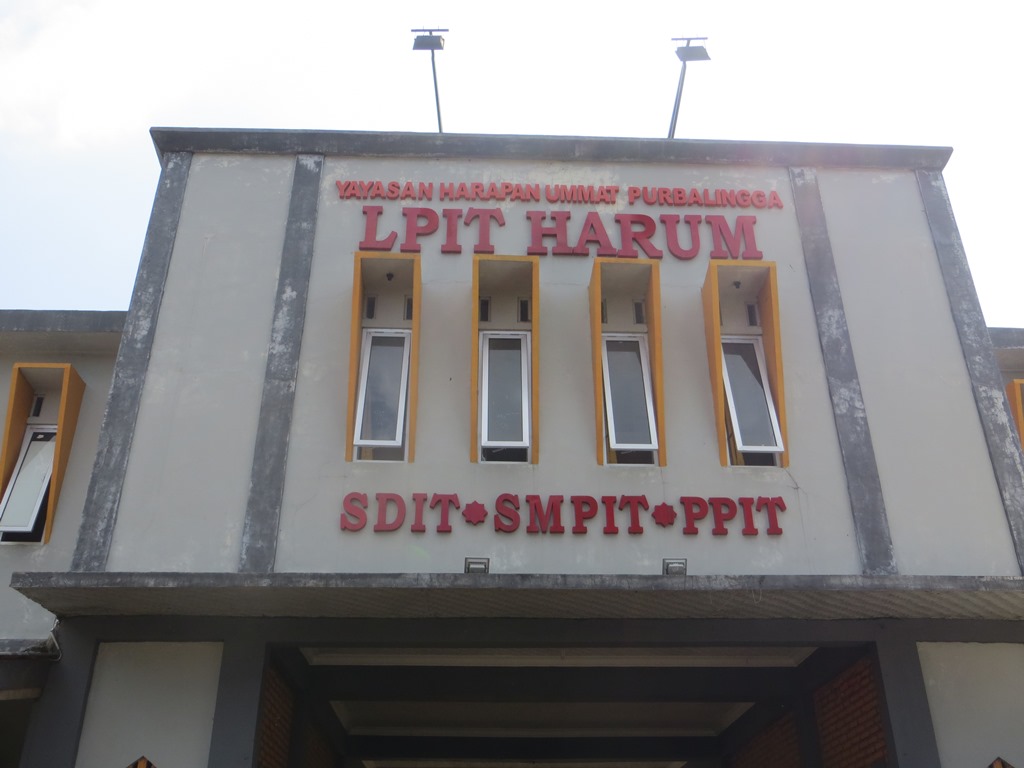 YAYASAN HARAPAN UMMAT PURBALINGGA
LPIT HARUM
SDIT SMPIT PPIT